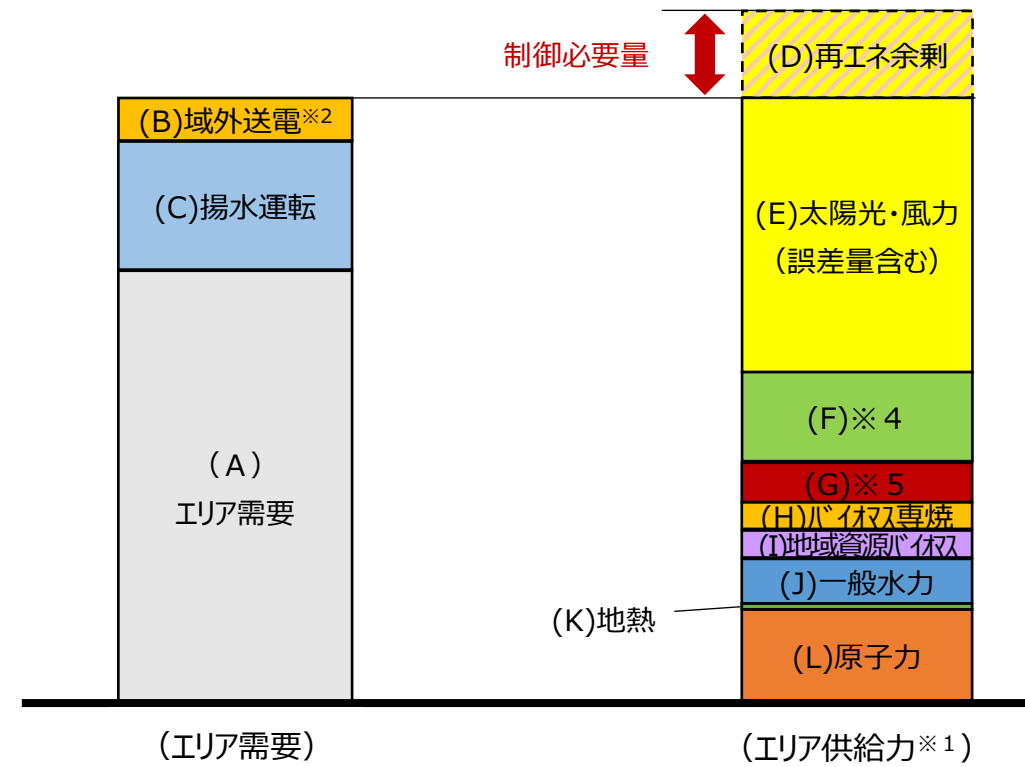 制御必要量
(D)再エネ余剰
(B)域外送電※2
(C)揚水運転
(E)太陽光・風力
（誤差量含む）
(F)※４
（A）
エリア需要
(G)※５
(H)バイオマス専焼
(I)地域資源バイオマス
(J)一般水力
(K)地熱
(L)原子力
（エリア需要）
（エリア供給力※１）